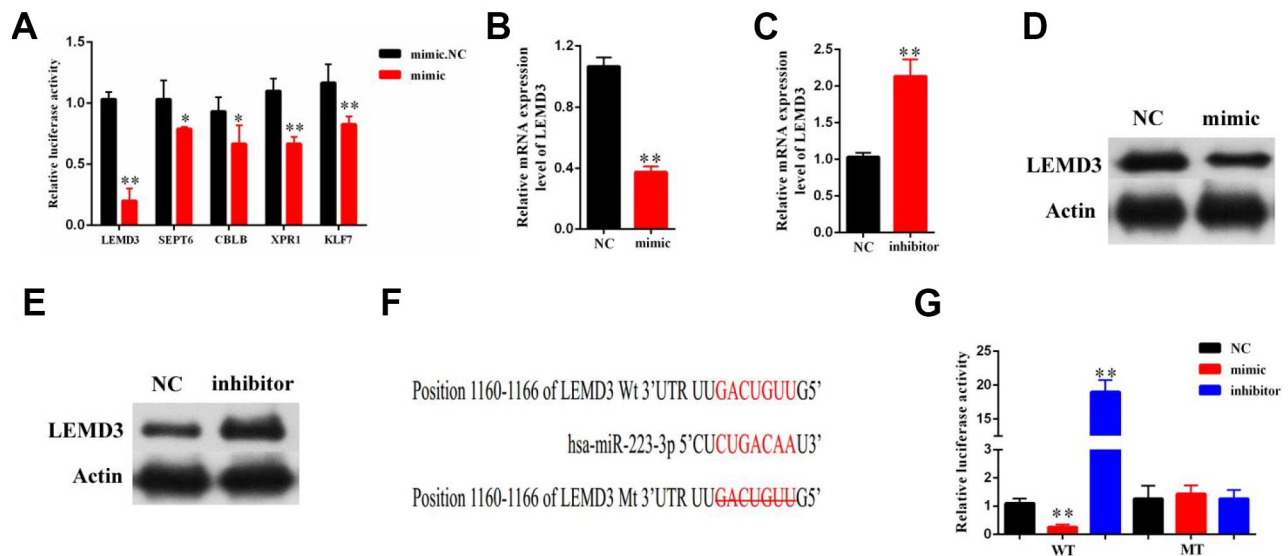 A
Relative luciferase activity
1.5
1.0
0.5
0.0
mimic.NC
mimic
**
*
*
**
**
LEMD3 SEPT6 CBLB XPR1 KLF7
B
Relative mRNA expression
level of LEMD3
1.2
0.8
0.4
0.0
**
NC mimic
C
Relative mRNA expression
level of LEMD3
2.5
2.0
1.5
1.0
0.5
0.0
**
NC inhibitor
D
NC mimic
LEMD3
Actin
E
NC inhibitor
LEMD3
Actin
F
Position 1160-1166 of LEMD3 Wt 3'UTR UUGACUGUUG5'
hsa-miR-223-3p 5'CUCUGACAAU3'
Position 1160-1166 of LEMD3 Mt 3'UTR UUGACUGUUG5'
G
Relative luciferase activity
25
20
15
10
2
1
0
NC
mimic
inhibitor
**
**
WT MT